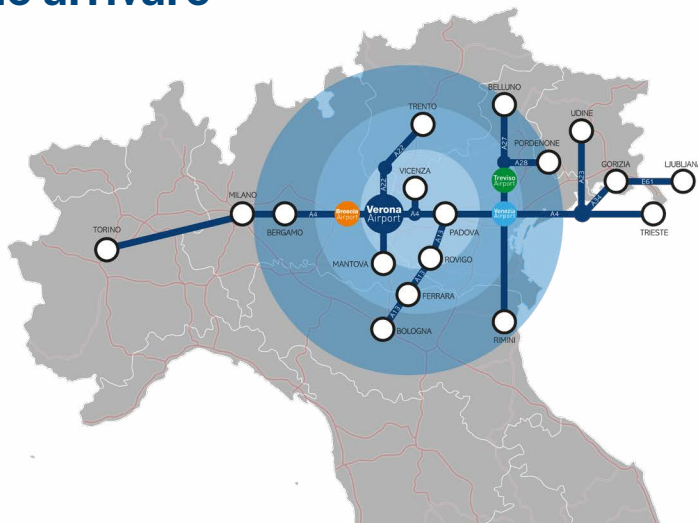 arrivare
BELLUNO
TRENTO
UDINE
A27
PORDENONE
A22
A28
LJUBLJANA
GORIZIA
VICENZA
A22
Treviso
Airport
A23
E61
MILANO
A34
Brescia
Airport
Verona
Airport
Venezia
Airport
A4
A4
A4
TORINO
BERGAMO
PADOVA
TRIESTE
A13
MANTOVA
ROVIGO
A13
FERRARA
A13
BOLOGNA
RIMINI